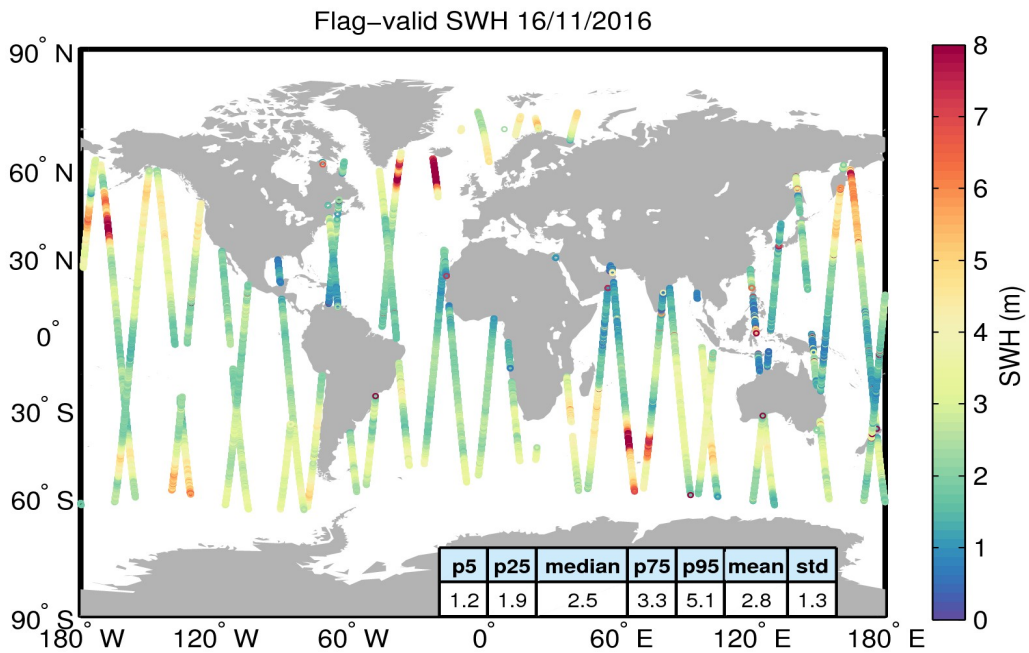 Flag−valid SWH 16/11/2016
90° N
60° N
30° N
0°
30° S
60° S
90° S
180° W
120° W
60° W
0°
60° E
120° E
180° E
p5 p25 median p75 p95 mean std
1.2 1.9 2.5 3.3 5.1 2.8 1.3
8
7
6
5
4
3
2
1
0
SWH (m)